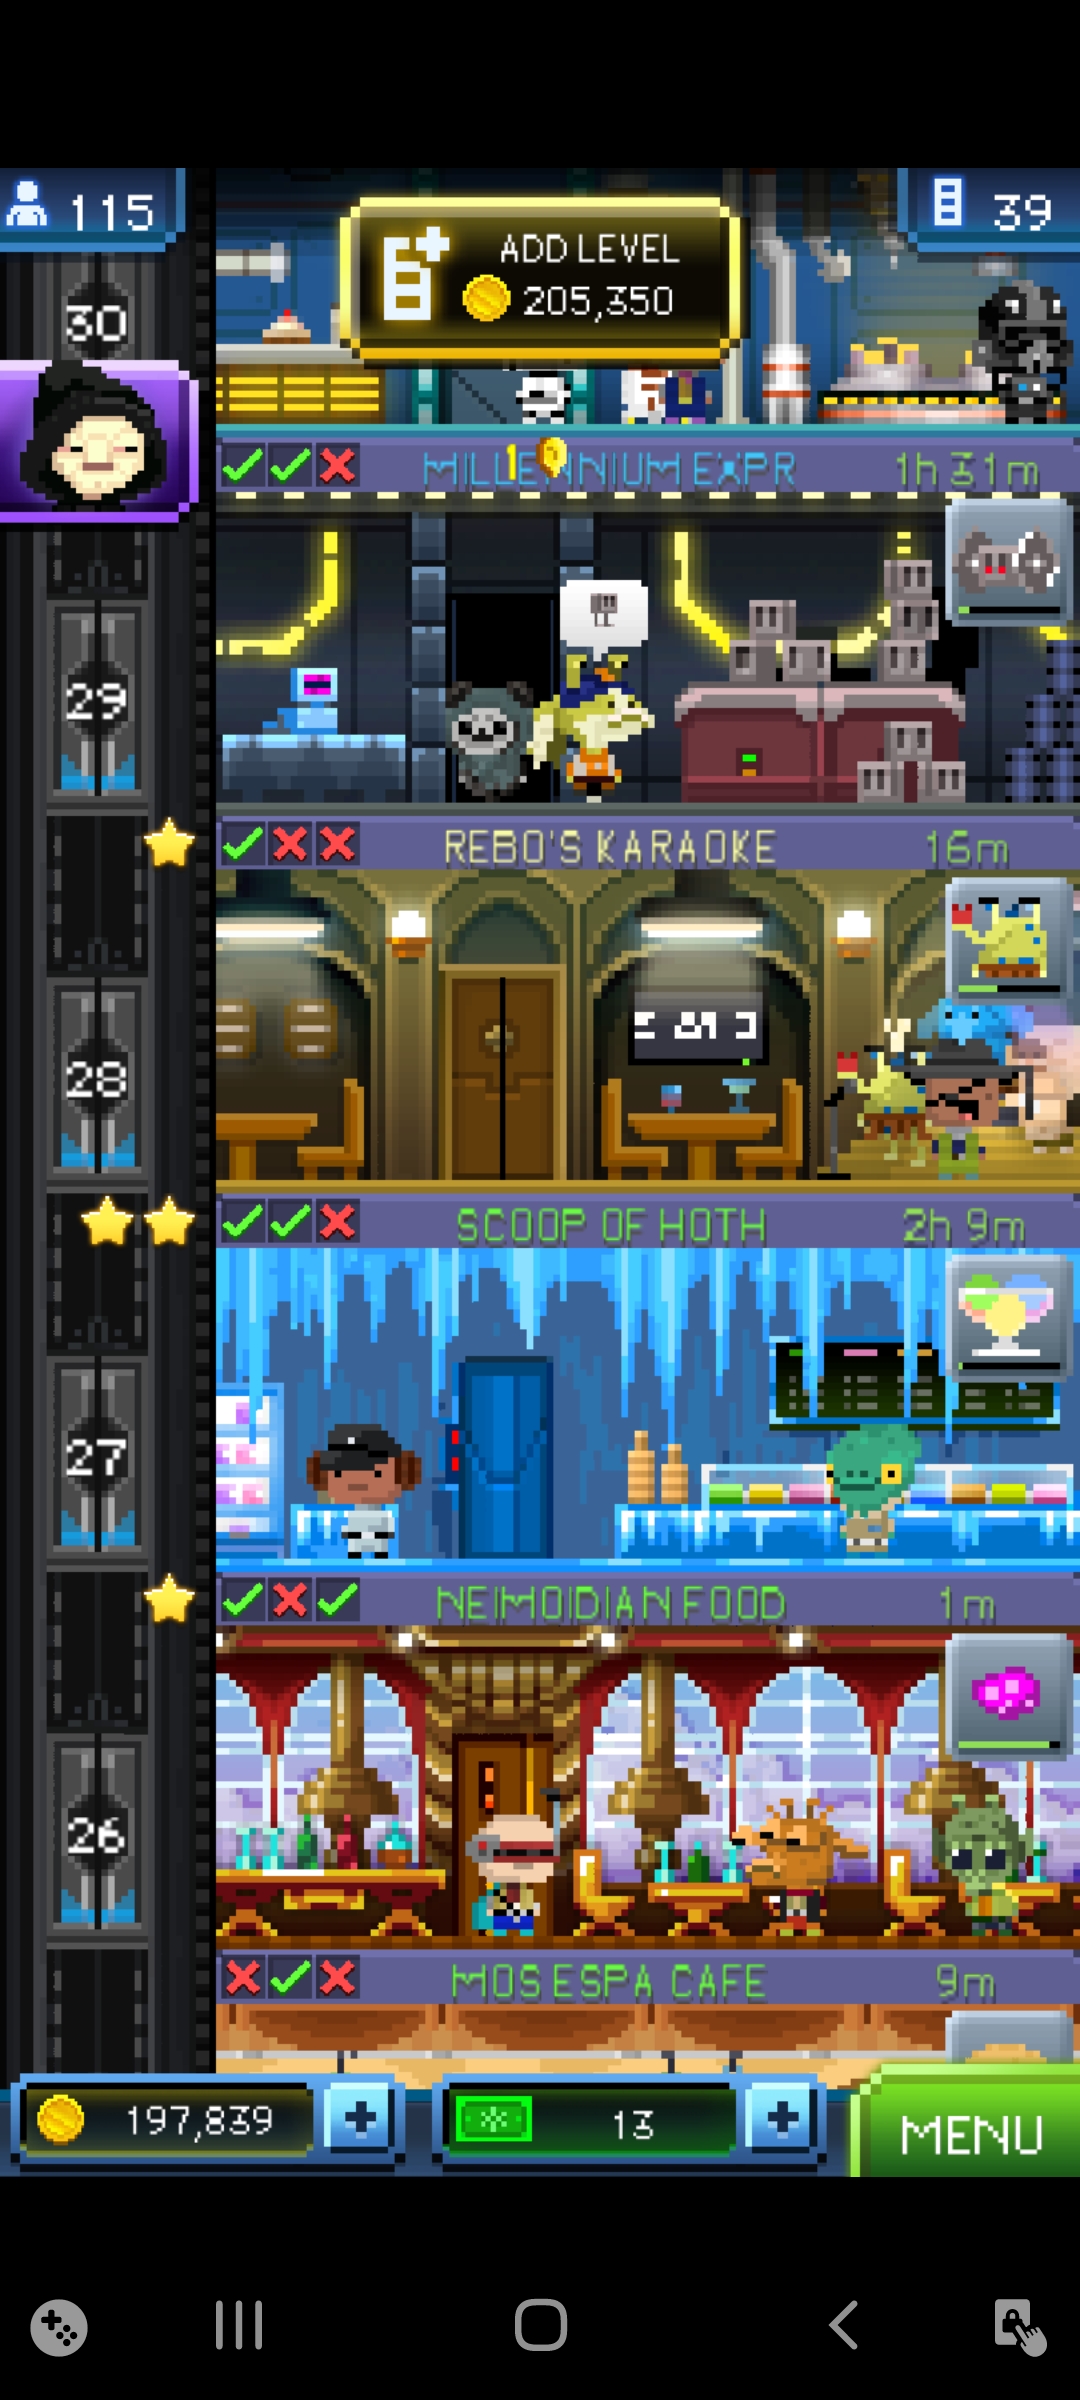 115
ADD LEVEL
205,350
39
30
MILLENNIUM EXPR 1h 31m
1
29
REBO'S KARAOKE 16m
28
SCOOP OF HOTH 2h 9m
27
NEIMOIDIAN FOOD 1m
26
MOS ESPA CAFE 9m
197,839
13
MENU